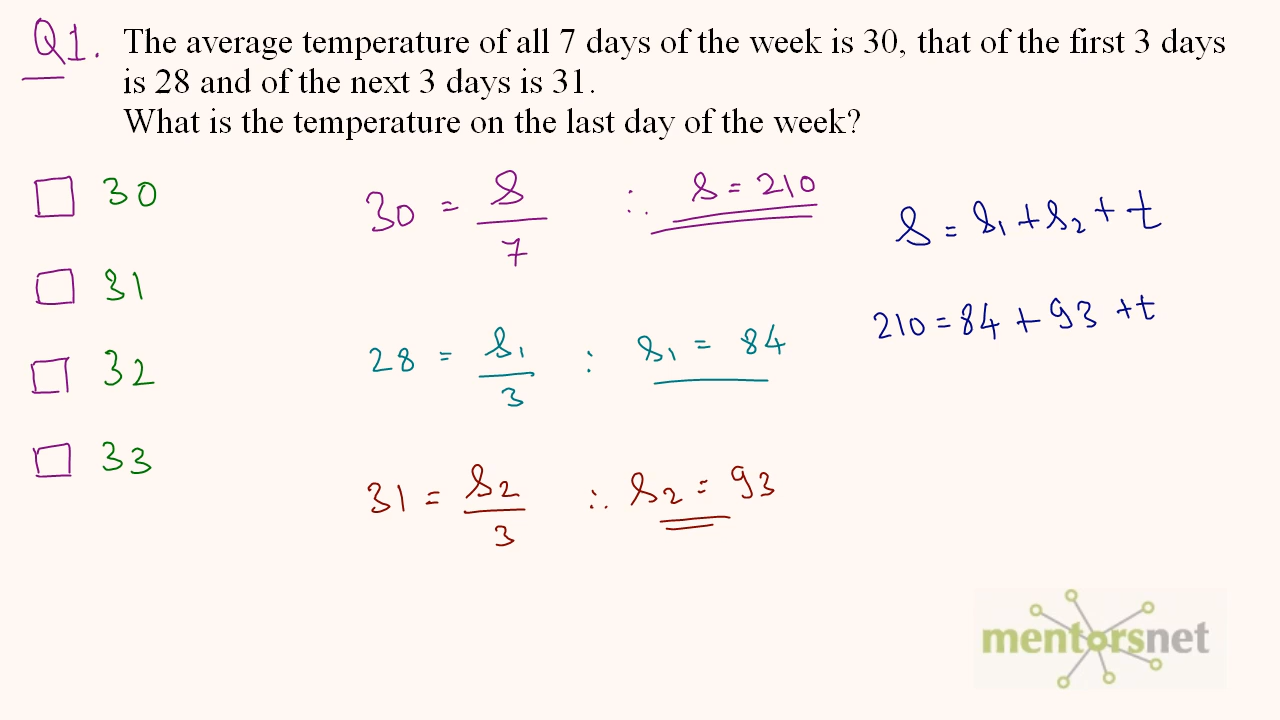 Q1. The average temperature of all 7 days of the week is 30, that of the first 3 days
is 28 and of the next 3 days is 31.
What is the temperature on the last day of the week?
30
31
32
33
30 = S/7 ∴ S = 210
28 = S₁/3 : S₁ = 84
31 = S₂/3 ∴ S₂ = 93
S = S₁ + S₂ + t
210 = 84 + 93 + t
mentorsnet